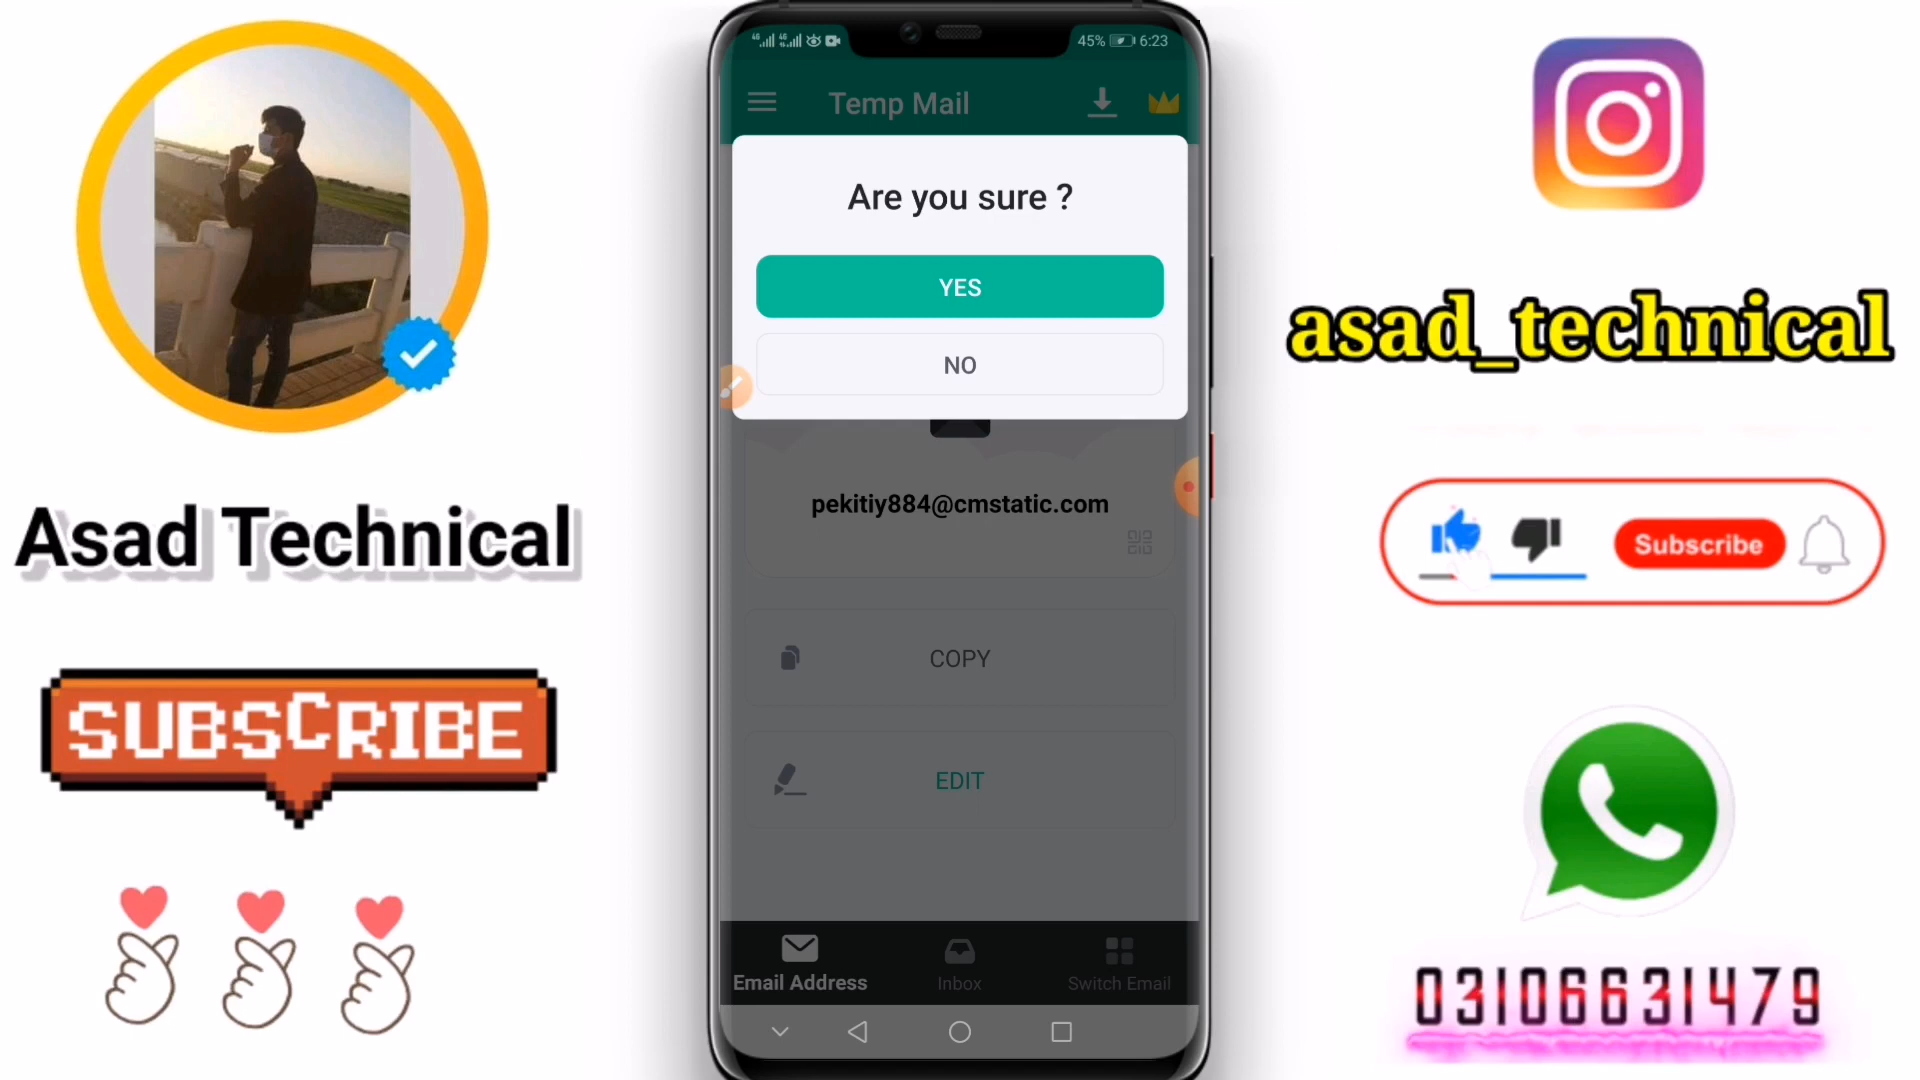 45% 6:23
Temp Mail
Are you sure ?
YES
NO
pekitiy884@cmstatic.com
COPY
EDIT
Email Address
Inbox
Switch Email
Asad Technical
SUBSCRIBE
asad_technical
Subscribe
03106631479